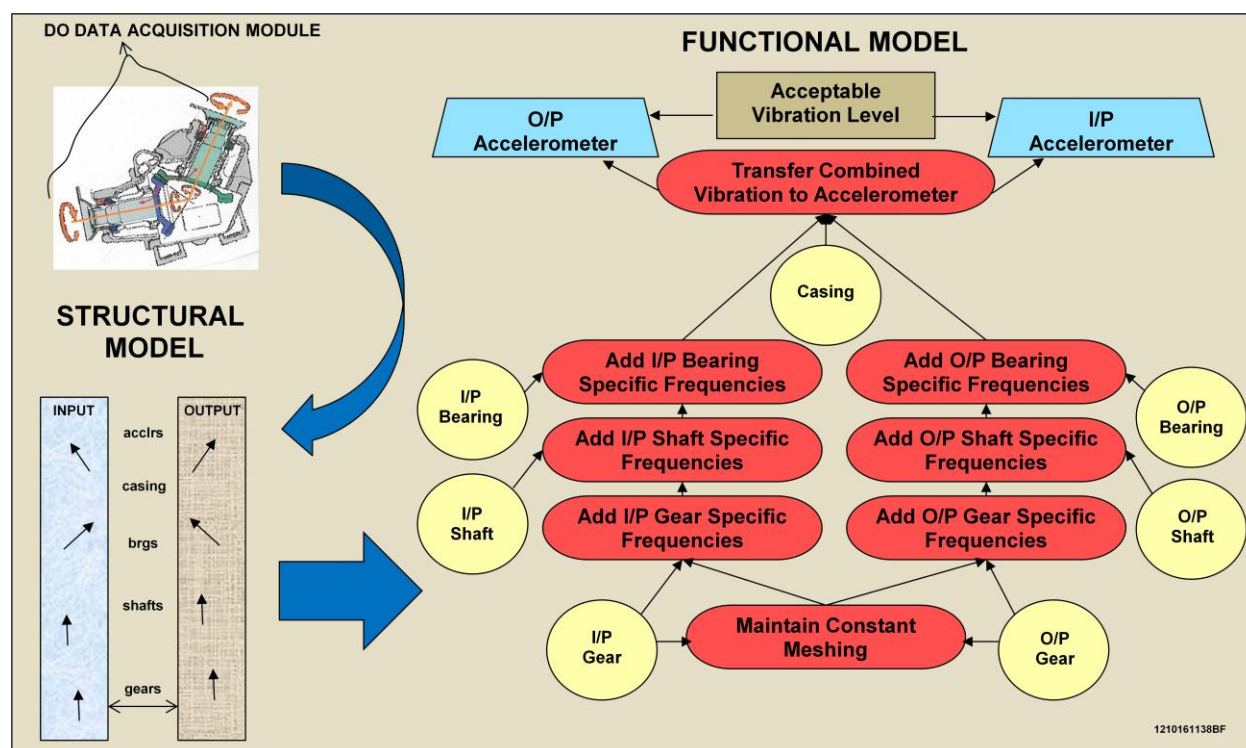 DO DATA ACQUISITION MODULE
STRUCTURAL
MODEL
INPUT
OUTPUT
acclrs
casing
brgs
shafts
gears
FUNCTIONAL MODEL
Acceptable
Vibration Level
O/P
Accelerometer
I/P
Accelerometer
Transfer Combined
Vibration to Accelerometer
Casing
Add I/P Bearing
Specific Frequencies
Add O/P Bearing
Specific Frequencies
I/P
Bearing
O/P
Bearing
Add I/P Shaft Specific
Frequencies
Add O/P Shaft Specific
Frequencies
I/P
Shaft
O/P
Shaft
Add I/P Gear Specific
Frequencies
Add O/P Gear Specific
Frequencies
I/P
Gear
Maintain Constant
Meshing
O/P
Gear
1210161138BF